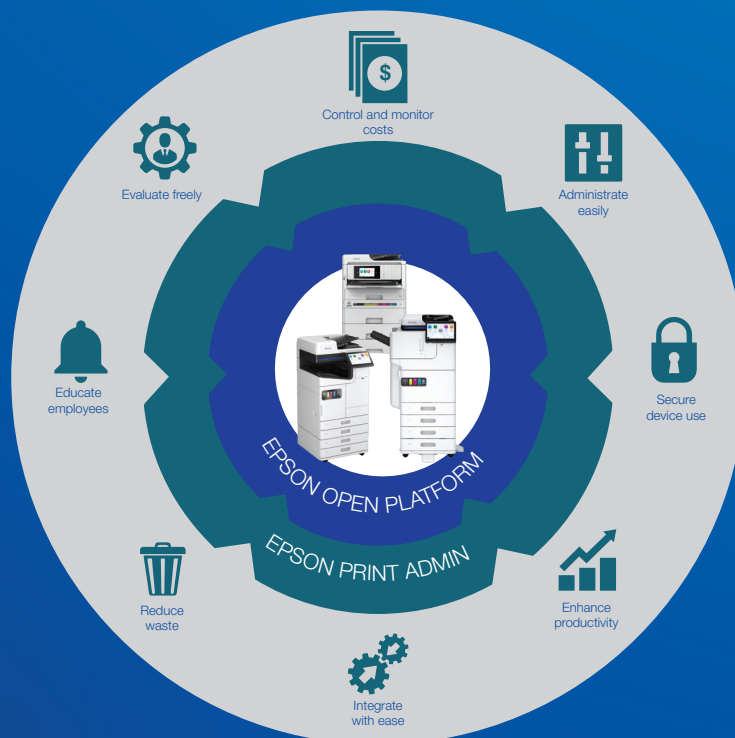 $
Control and monitor
costs
Evaluate freely
Administrate
easily
Educate
employees
Secure
device use
EPSON OPEN PLATFORM
EPSON PRINT ADMIN
Reduce
waste
Enhance
productivity
Integrate
with ease